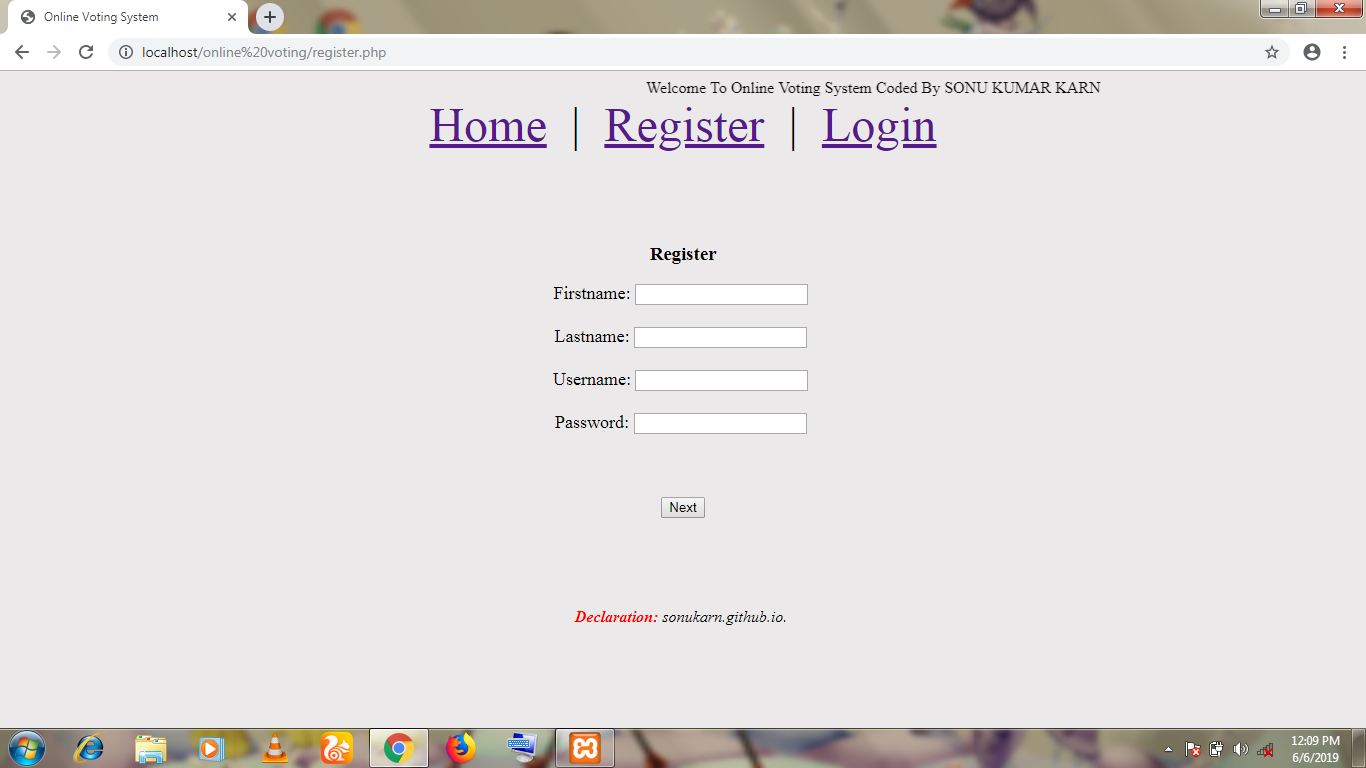 Online Voting System
localhost/online%20voting/register.php
Welcome To Online Voting System Coded By SONU KUMAR KARN
Home | Register | Login
Register
Firstname:
Lastname:
Username:
Password:
Next
Declaration: sonukarn.github.io.
12:09 PM
6/6/2019